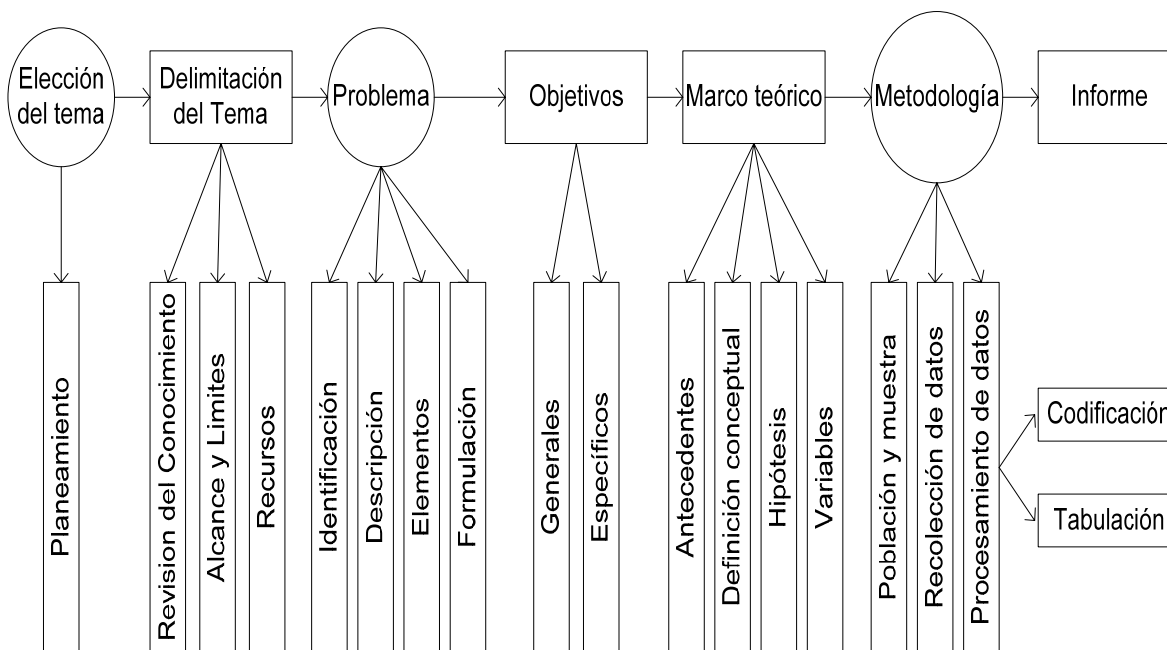 Elección
del tema
Delimitación
del Tema
Problema
Objetivos
Marco teórico
Metodología
Informe
Planeamiento
Revision del Conocimiento
Alcance y Limites
Recursos
Identificación
Descripción
Elementos
Formulación
Generales
Específicos
Antecedentes
Definición conceptual
Hipótesis
Variables
Población y muestra
Recolección de datos
Procesamiento de datos
Codificación
Tabulación